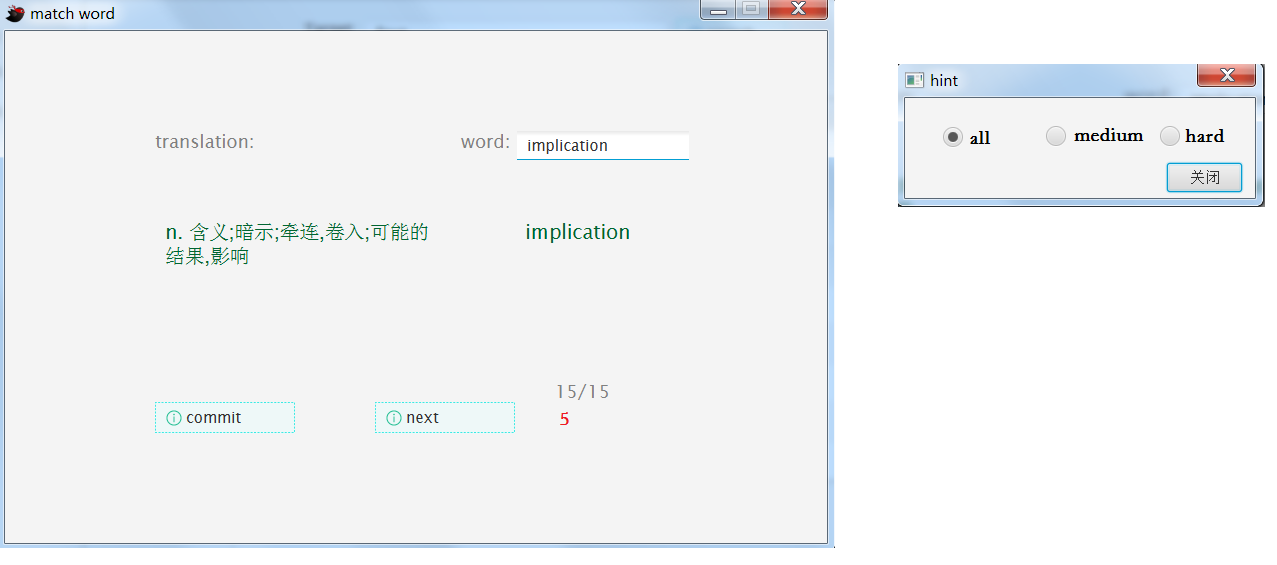 match word
translation:
word: implication
n. 含义;暗示;牵连,卷入;可能的
结果,影响
implication
15/15
commit
next
5
hint
all
medium
hard
关闭